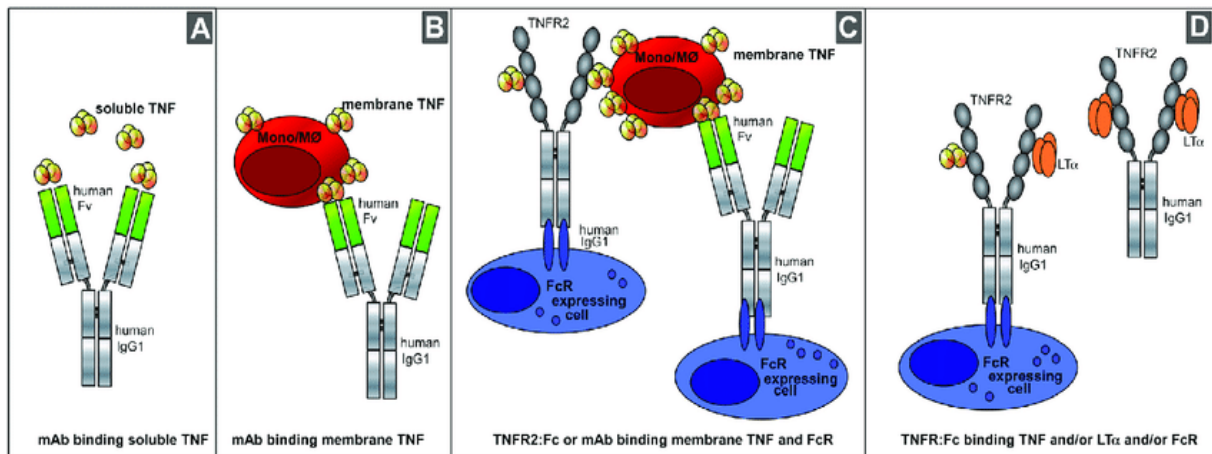 A
soluble TNF
human
Fv
human
IgG1
mAb binding soluble TNF
B
membrane TNF
Mono/MØ
human
Fv
human
IgG1
mAb binding membrane TNF
C
TNFR2
Mono/MØ
membrane TNF
human
Fv
human
IgG1
human
IgG1
FcR
expressing
cell
FcR
expressing
cell
TNFR2:Fc or mAb binding membrane TNF and FcR
D
TNFR2
TNFR2
LTα
LTα
human
IgG1
FcR
expressing
cell
TNFR:Fc binding TNF and/or LTα and/or FcR